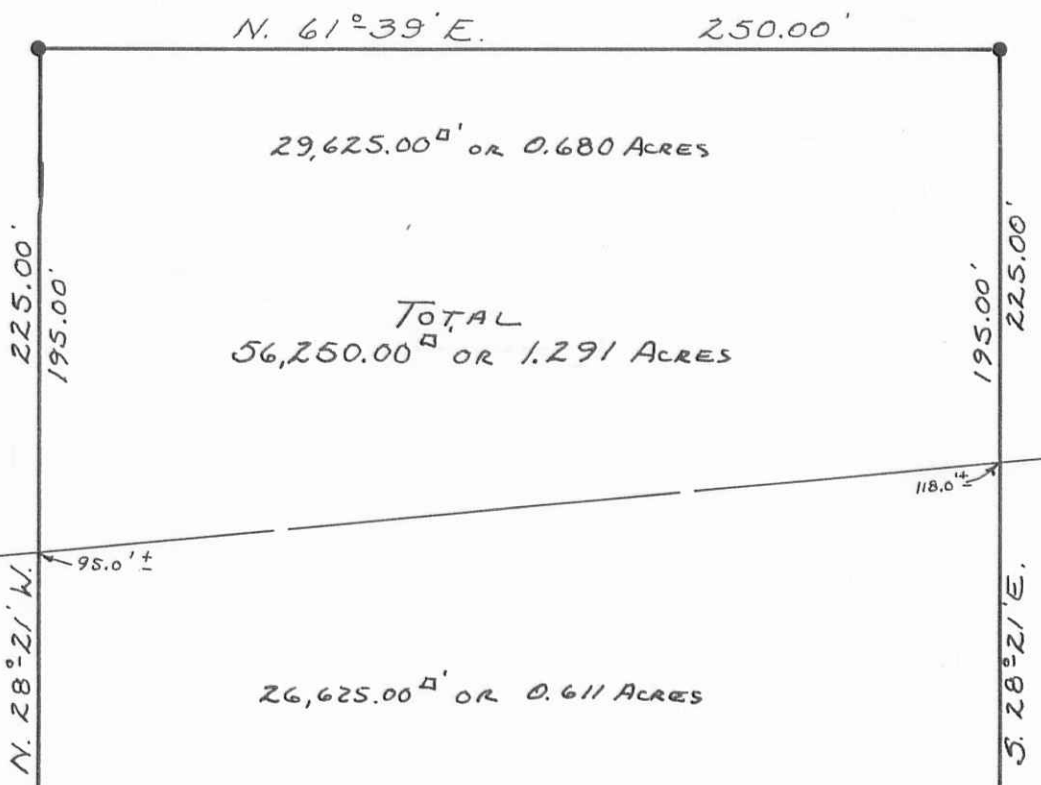 N. 61°-39' E. 250.00'
29,625.00 □' OR 0.680 ACRES
225.00'
195.00'
195.00'
225.00'
TOTAL
56,250.00 □' OR 1.291 ACRES
118.0'±
95.0'±
N. 28°-21' W.
S. 28°-21' E.
26,625.00 □' OR 0.611 ACRES